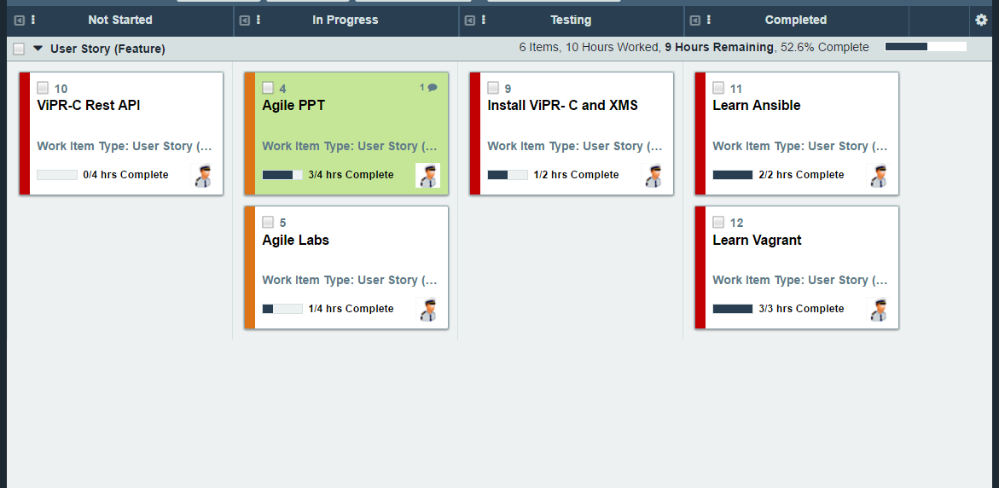 Not Started
In Progress
Testing
Completed
User Story (Feature)
6 Items, 10 Hours Worked, 9 Hours Remaining, 52.6% Complete
10
ViPR-C Rest API
Work Item Type: User Story (...
0/4 hrs Complete
4
1
Agile PPT
Work Item Type: User Story (...
3/4 hrs Complete
5
Agile Labs
Work Item Type: User Story (...
1/4 hrs Complete
9
Install ViPR- C and XMS
Work Item Type: User Story (...
1/2 hrs Complete
11
Learn Ansible
Work Item Type: User Story (...
2/2 hrs Complete
12
Learn Vagrant
Work Item Type: User Story (...
3/3 hrs Complete